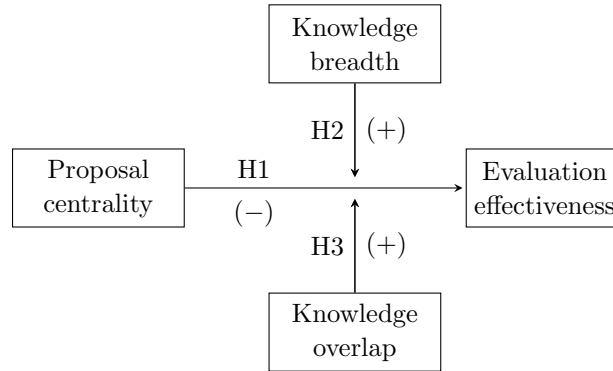 Knowledge
breadth
H2 (+)
Proposal
centrality
H1
(−)
Evaluation
effectiveness
H3 (+)
Knowledge
overlap